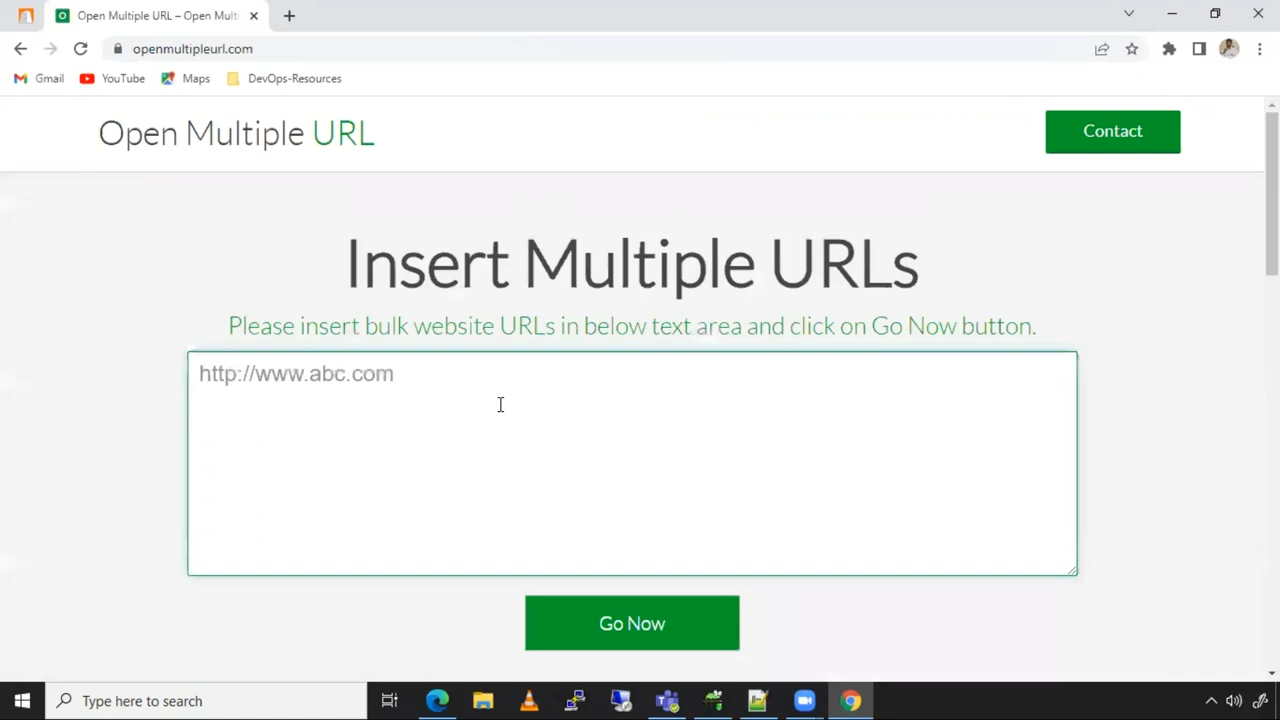 Open Multiple URL – Open Multi
openmultipleurl.com
Gmail YouTube Maps DevOps-Resources
Open Multiple URL
Contact
Insert Multiple URLs
Please insert bulk website URLs in below text area and click on Go Now button.
http://www.abc.com
Go Now
Type here to search